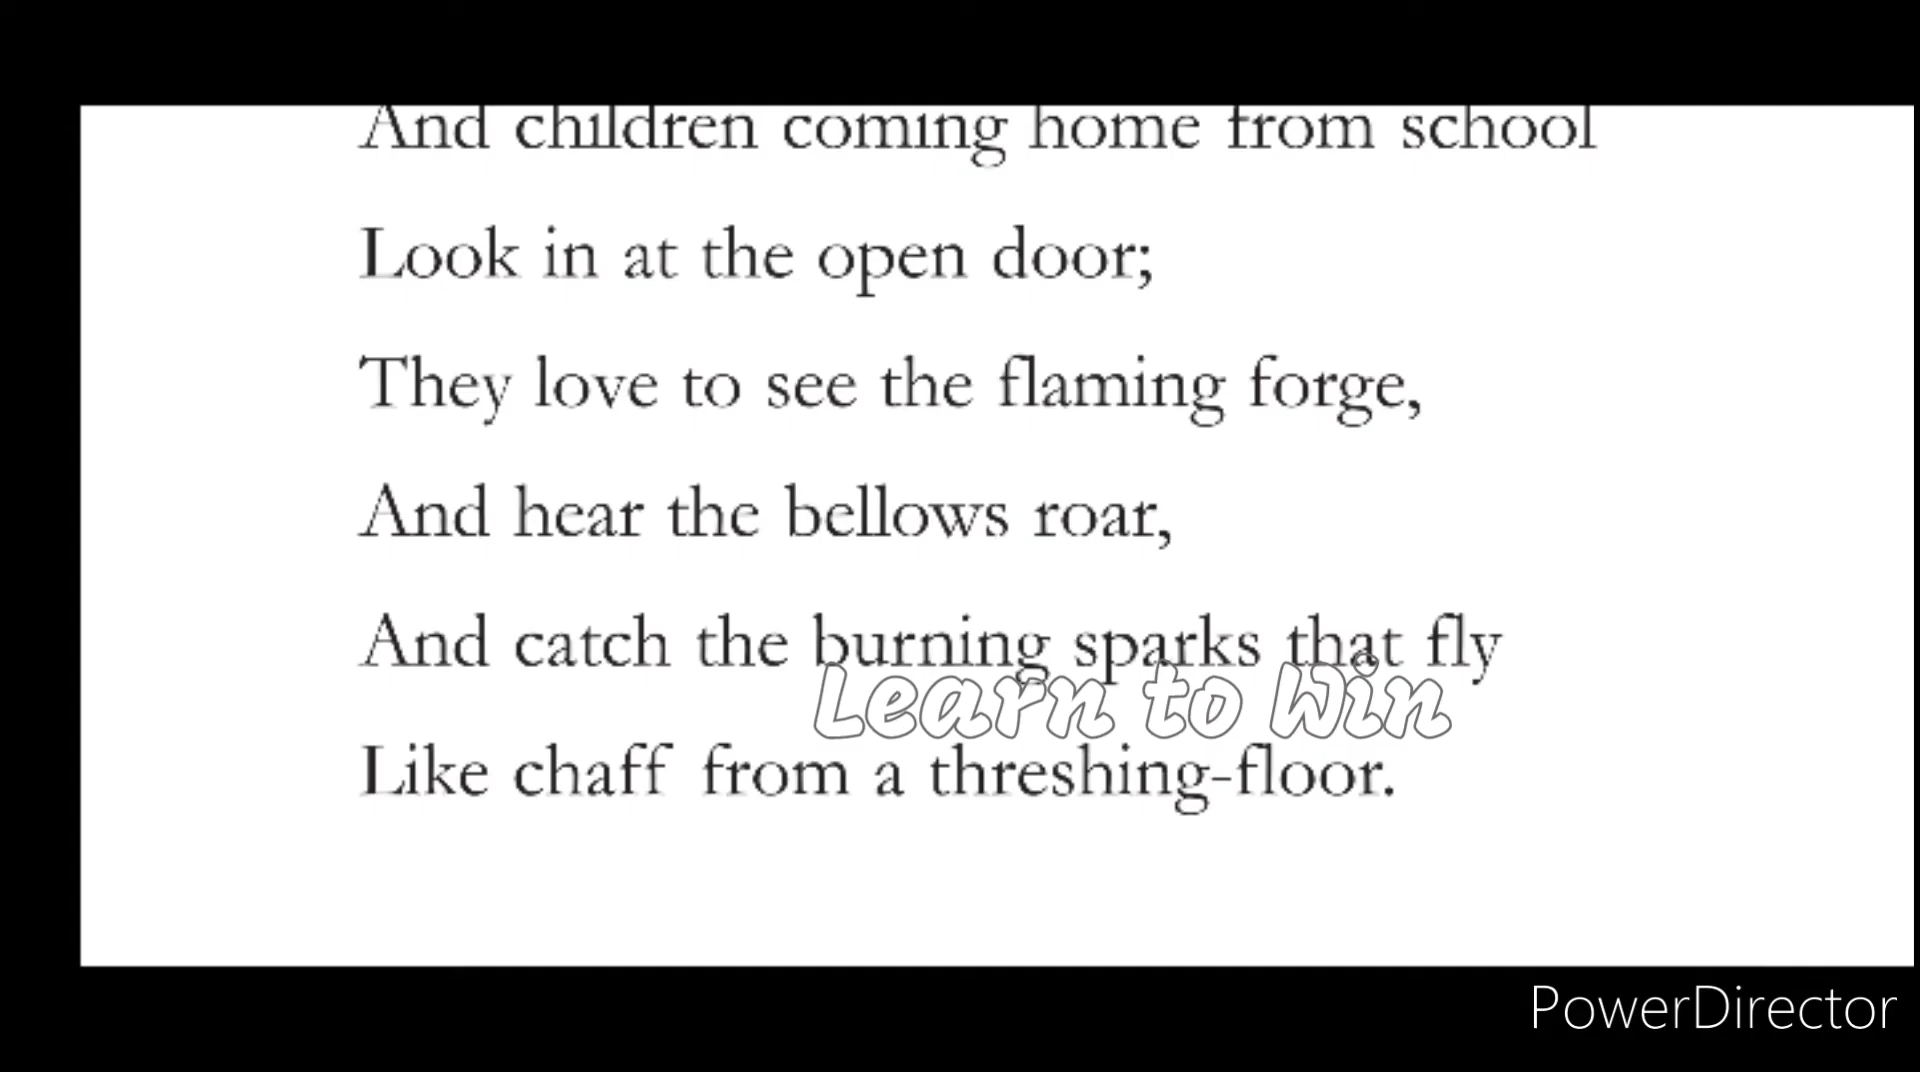 And children coming home from school
Look in at the open door;
They love to see the flaming forge,
And hear the bellows roar,
And catch the burning sparks that fly
Learn to Win
Like chaff from a threshing-floor.
PowerDirector